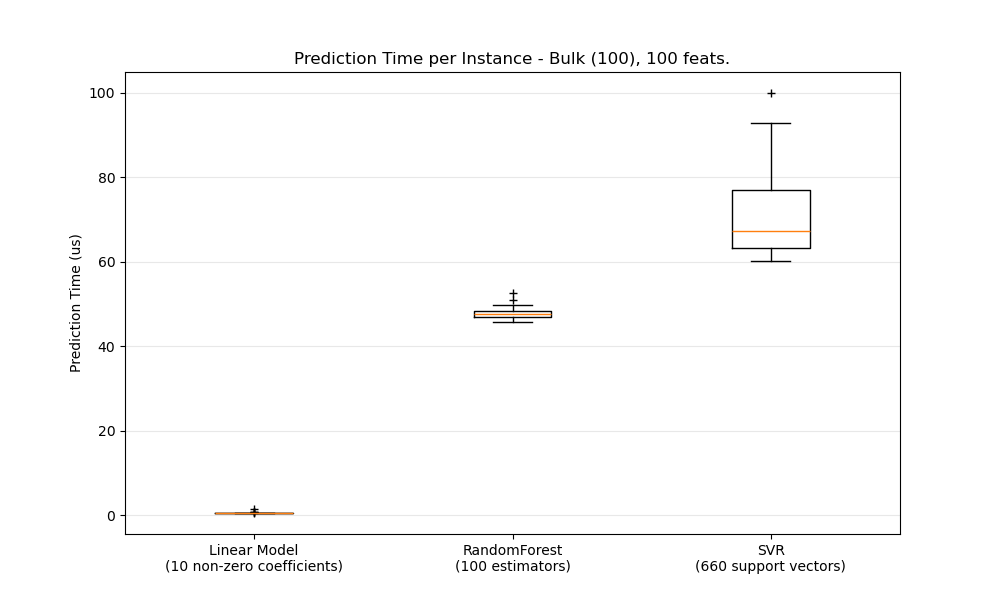 Prediction Time per Instance - Bulk (100), 100 feats.
Prediction Time (us)
100
80
60
40
20
0
Linear Model
(10 non-zero coefficients)
RandomForest
(100 estimators)
SVR
(660 support vectors)